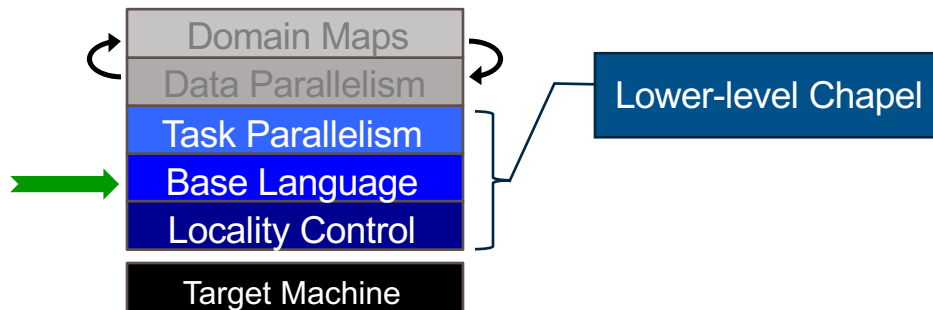 Domain Maps
Data Parallelism
Task Parallelism
Base Language
Locality Control
Target Machine
Lower-level Chapel